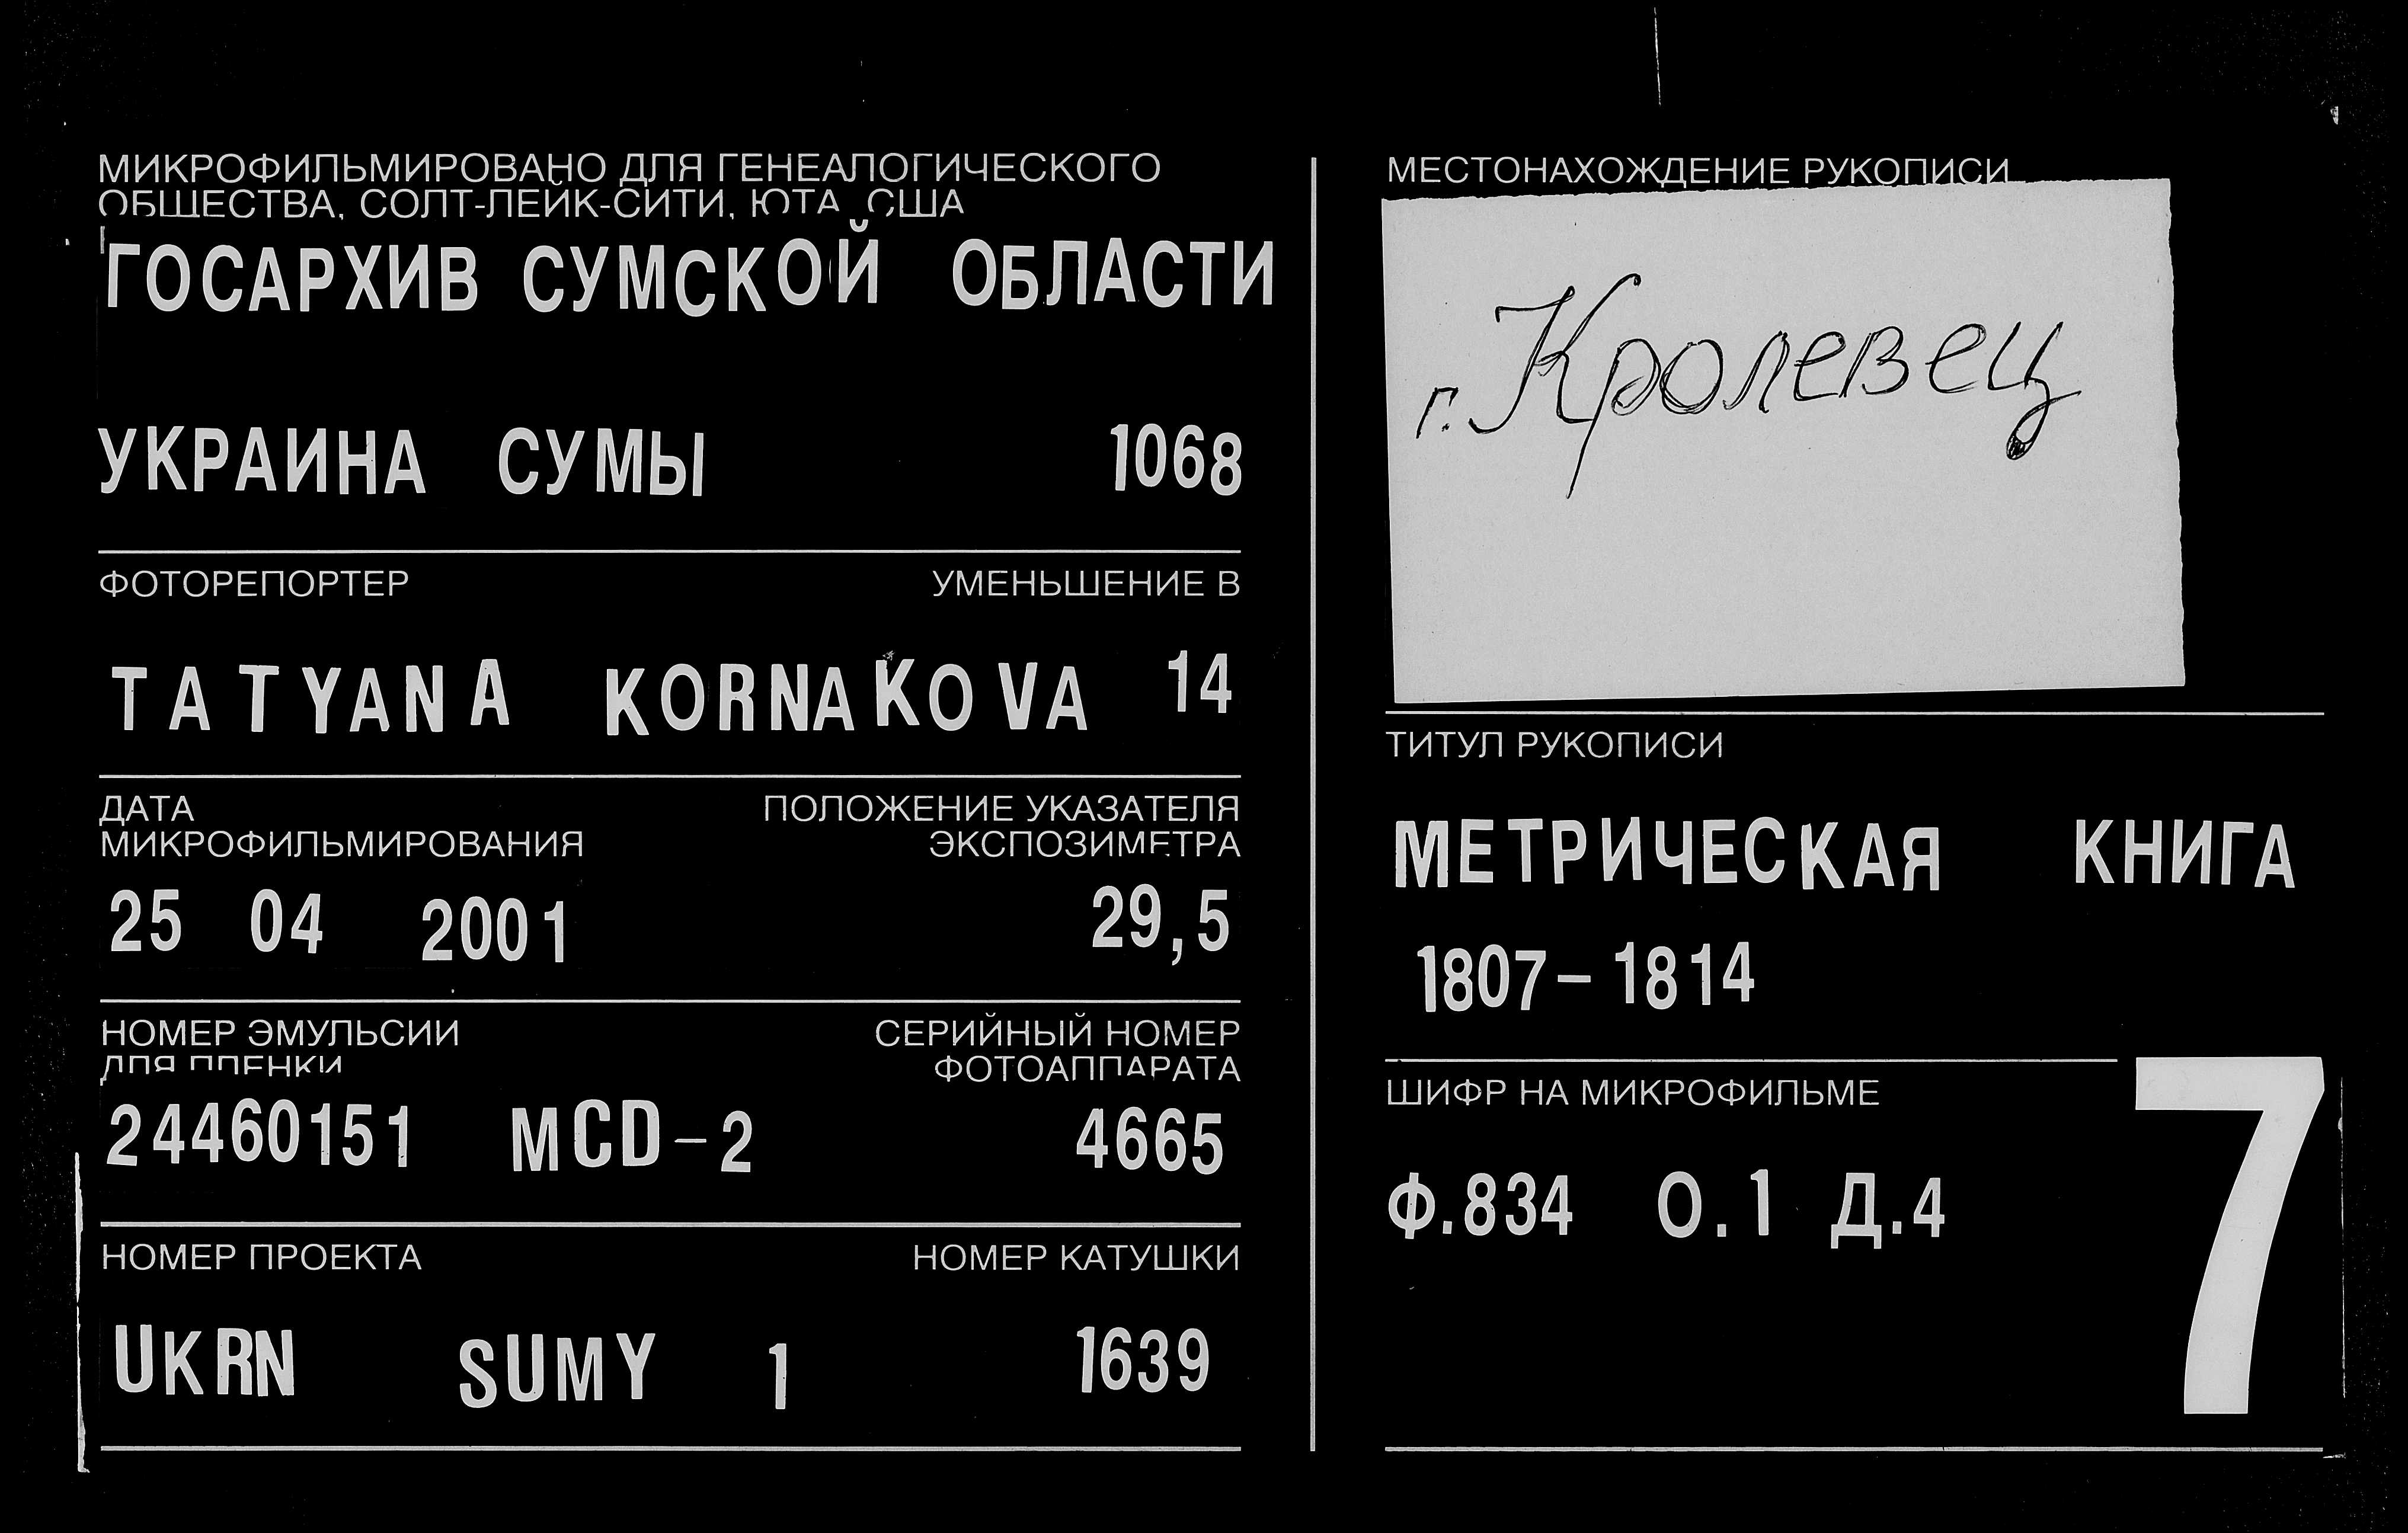 МИКРОФИЛЬМИРОВАНО ДЛЯ ГЕНЕАЛОГИЧЕСКОГО
ОБЩЕСТВА, СОЛТ-ЛЕЙК-СИТИ, ЮТА, США
ГОСАРХИВ СУМСКОЙ ОБЛАСТИ
УКРАИНА СУМЫ 1068
ФОТОРЕПОРТЕР УМЕНЬШЕНИЕ В
TATYANA KORNAKOVA 14
ДАТА ПОЛОЖЕНИЕ УКАЗАТЕЛЯ
МИКРОФИЛЬМИРОВАНИЯ ЭКСПОЗИМЕТРА
25 04 2001 29,5
НОМЕР ЭМУЛЬСИИ СЕРИЙНЫЙ НОМЕР
ДЛЯ ПЛЕНКИ ФОТОАППАРАТА
24460151 MCD-2 4665
НОМЕР ПРОЕКТА НОМЕР КАТУШКИ
UKRN SUMY 1 1639
МЕСТОНАХОЖДЕНИЕ РУКОПИСИ
г. Кролевец
ТИТУЛ РУКОПИСИ
МЕТРИЧЕСКАЯ КНИГА
1807-1814
ШИФР НА МИКРОФИЛЬМЕ
Ф.834 О.1 Д.4
7